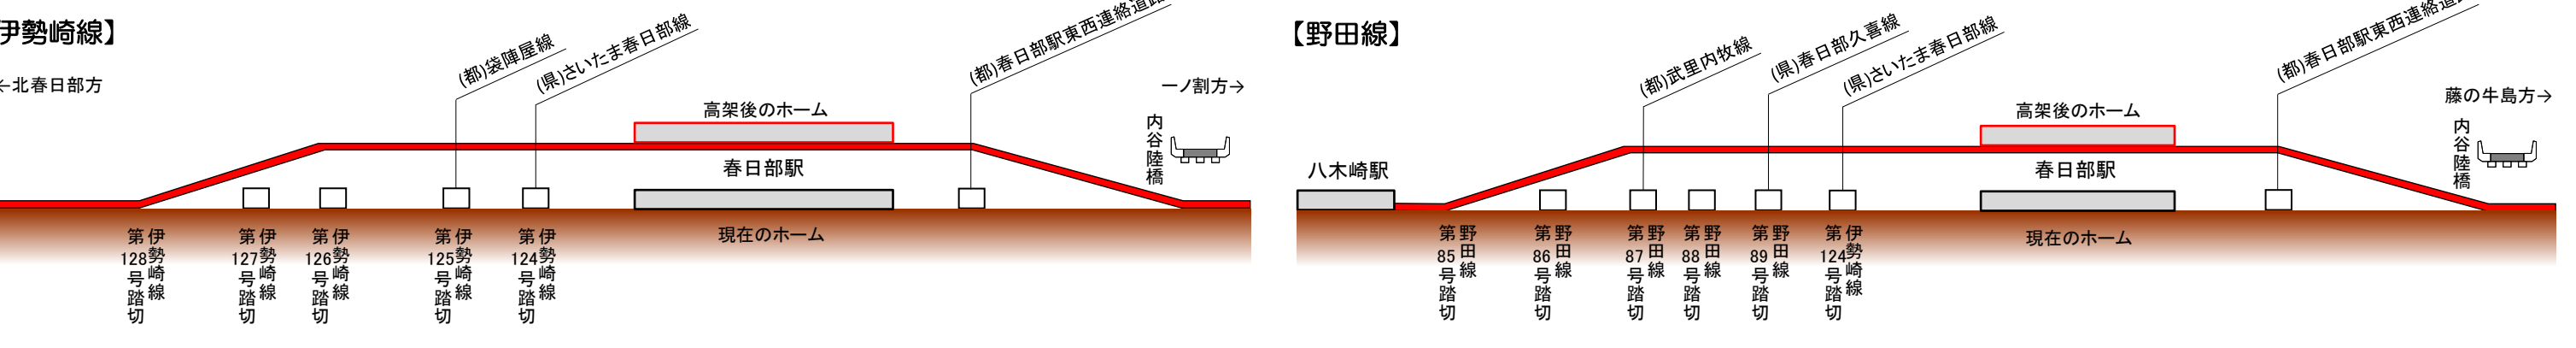 伊勢崎線】
←北春日部方
(都)袋陣屋線
(県)さいたま春日部線
(都)春日部駅東西連絡道路
一ノ割方→
高架後のホーム
内谷陸橋
春日部駅
現在のホーム
伊勢崎線
第128号踏切
伊勢崎線
第127号踏切
伊勢崎線
第126号踏切
伊勢崎線
第125号踏切
伊勢崎線
第124号踏切
【野田線】
(都)武里内牧線
(県)春日部久喜線
(県)さいたま春日部線
(都)春日部駅東西連絡道
藤の牛島方→
高架後のホーム
内谷陸橋
八木崎駅
春日部駅
現在のホーム
野田線
第85号踏切
野田線
第86号踏切
野田線
第87号踏切
野田線
第88号踏切
野田線
第89号踏切
伊勢崎線
第124号踏切